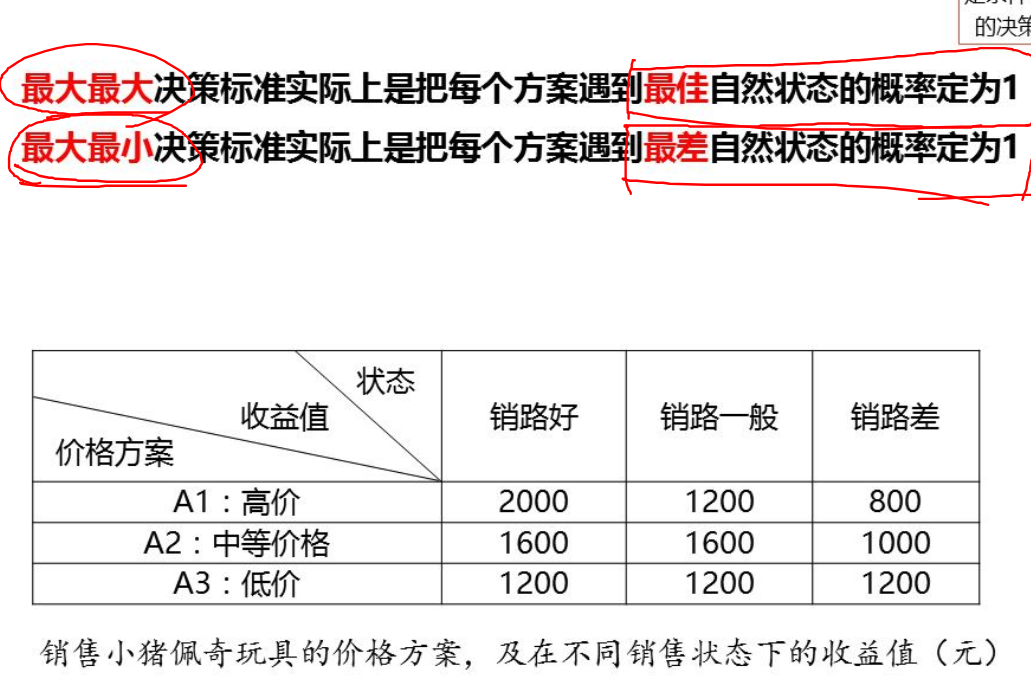 的决策
最大最大决策标准实际上是把每个方案遇到最佳自然状态的概率定为1
最大最小决策标准实际上是把每个方案遇到最差自然状态的概率定为1
状态
收益值
价格方案
销路好 销路一般 销路差
A1：高价 2000 1200 800
A2：中等价格 1600 1600 1000
A3：低价 1200 1200 1200
销售小猪佩奇玩具的价格方案，及在不同销售状态下的收益值（元）